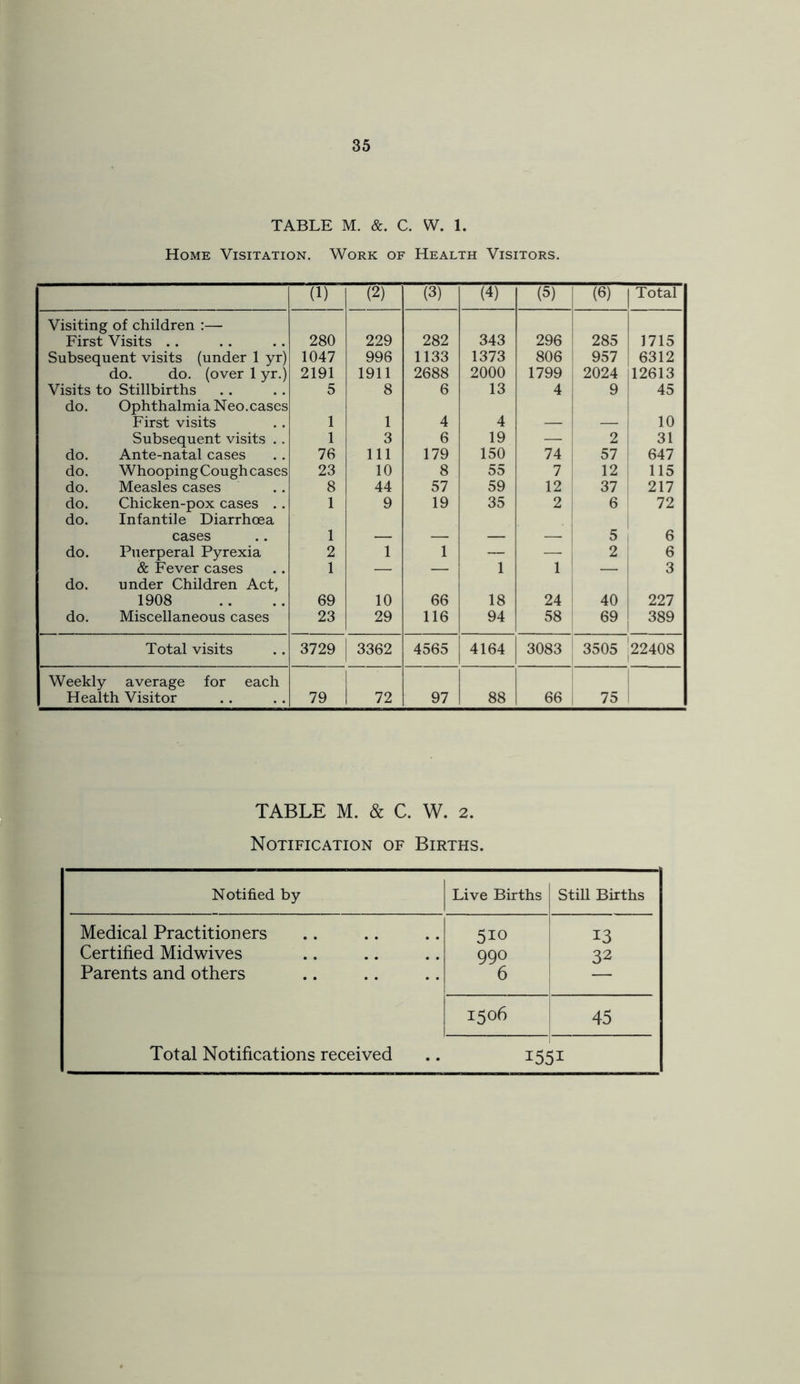 35
TABLE M. &. C. W. 1.
HOME VISITATION. WORK OF HEALTH VISITORS.
(1) (2) (3) (4) (5) (6) Total
Visiting of children :—
First Visits .. .. .. 280 229 282 343 296 285 1715
Subsequent visits (under 1 yr) 1047 996 1133 1373 806 957 6312
do. do. (over 1 yr.) 2191 1911 2688 2000 1799 2024 12613
Visits to Stillbirths .. .. 5 8 6 13 4 9 45
do. Ophthalmia Neo.cases
First visits .. 1 1 4 4 — — 10
Subsequent visits .. 1 3 6 19 — 2 31
do. Ante-natal cases .. 76 111 179 150 74 57 647
do. Whooping Cough cases 23 10 8 55 7 12 115
do. Measles cases .. 8 44 57 59 12 37 217
do. Chicken-pox cases .. 1 9 19 35 2 6 72
do. Infantile Diarrhœa
cases .. 1 — — — — 5 6
do. Puerperal Pyrexia 2 1 1 — — 2 6
& Fever cases .. 1 — — 1 1 — 3
do. under Children Act,
1908 .. .. 69 10 66 18 24 40 227
do. Miscellaneous cases 23 29 116 94 58 69 389
Total visits .. 3729 3362 4565 4164 3083 3505 22408
Weekly average for each
Health Visitor .. .. 79 72 97 88 66 75
TABLE M. & C. W. 2.
NOTIFICATION OF BIRTHS.
Notified by Live Births Still Births
Medical Practitioners .. .. .. 510 13
Certified Midwives .. .. .. 990 32
Parents and others .. .. .. 6 —
1506 45
Total Notifications received .. 1551